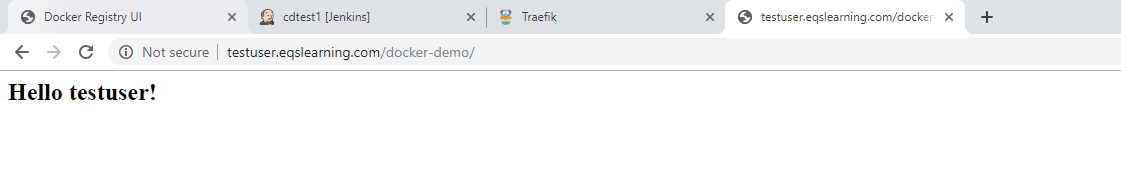 Docker Registry UI
cdtest1 [Jenkins]
Traefik
testuser.eqslearning.com/docker-
Not secure
testuser.eqslearning.com/docker-demo/
Hello testuser!